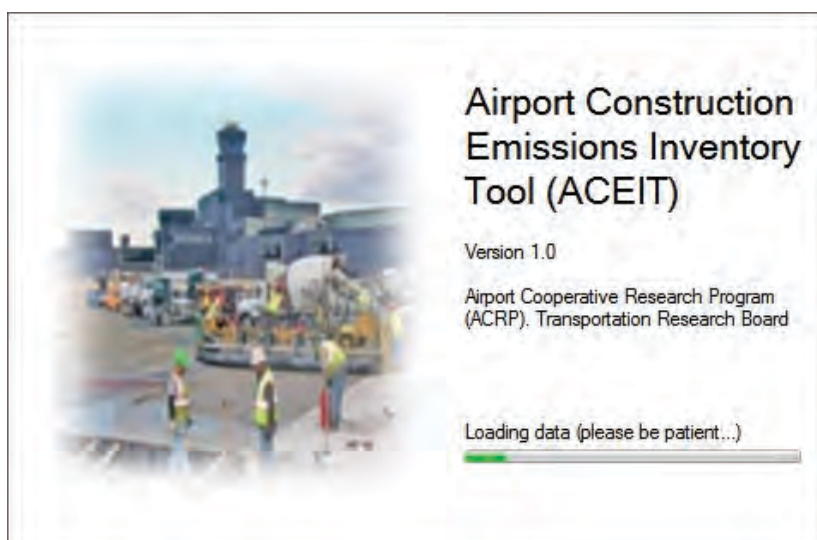 Airport Construction
Emissions Inventory
Tool (ACEIT)
Version 1.0
Airport Cooperative Research Program
(ACRP). Transportation Research Board
Loading data (please be patient...)